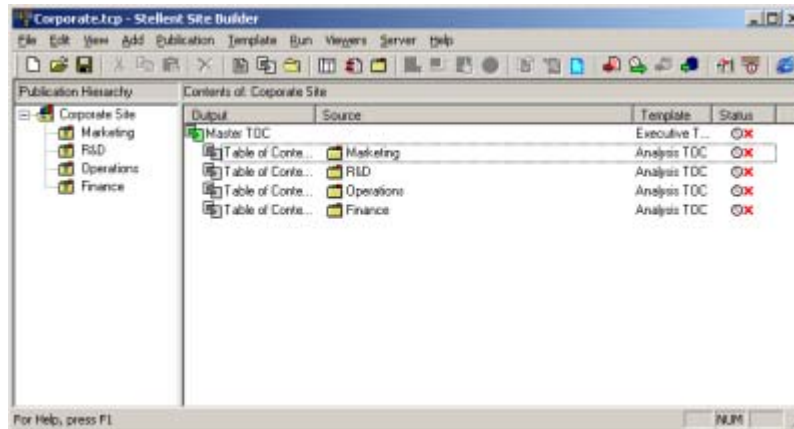 Corporate.tcp - Stellent Site Builder
File Edit View Add Publication Template Run Viewers Server Help
Publication Hierarchy Contents of: Corporate Site
Corporate Site
Marketing
R&D
Operations
Finance
Output Source Template Status
Master TOC Executive T...
Table of Conte... Marketing Analysis TOC
Table of Conte... R&D Analysis TOC
Table of Conte... Operations Analysis TOC
Table of Conte... Finance Analysis TOC
For Help, press F1 NUM